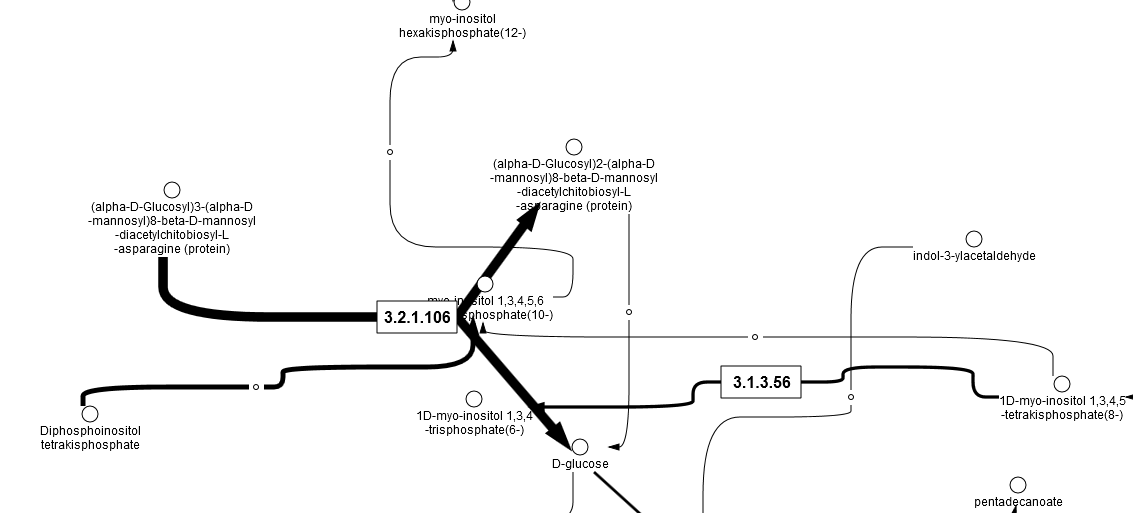 myo-inositol
hexakisphosphate(12-)
(alpha-D-Glucosyl)2-(alpha-D
-mannosyl)8-beta-D-mannosyl
-diacetylchitobiosyl-L
-asparagine (protein)
(alpha-D-Glucosyl)3-(alpha-D
-mannosyl)8-beta-D-mannosyl
-diacetylchitobiosyl-L
-asparagine (protein)
indol-3-ylacetaldehyde
myo-inositol 1,3,4,5,6
sphosphate(10-)
3.2.1.106
3.1.3.56
1D-myo-inositol 1,3,4,5
-tetrakisphosphate(8-)
1D-myo-inositol 1,3,4
-trisphosphate(6-)
Diphosphoinositol
tetrakisphosphate
D-glucose
pentadecanoate